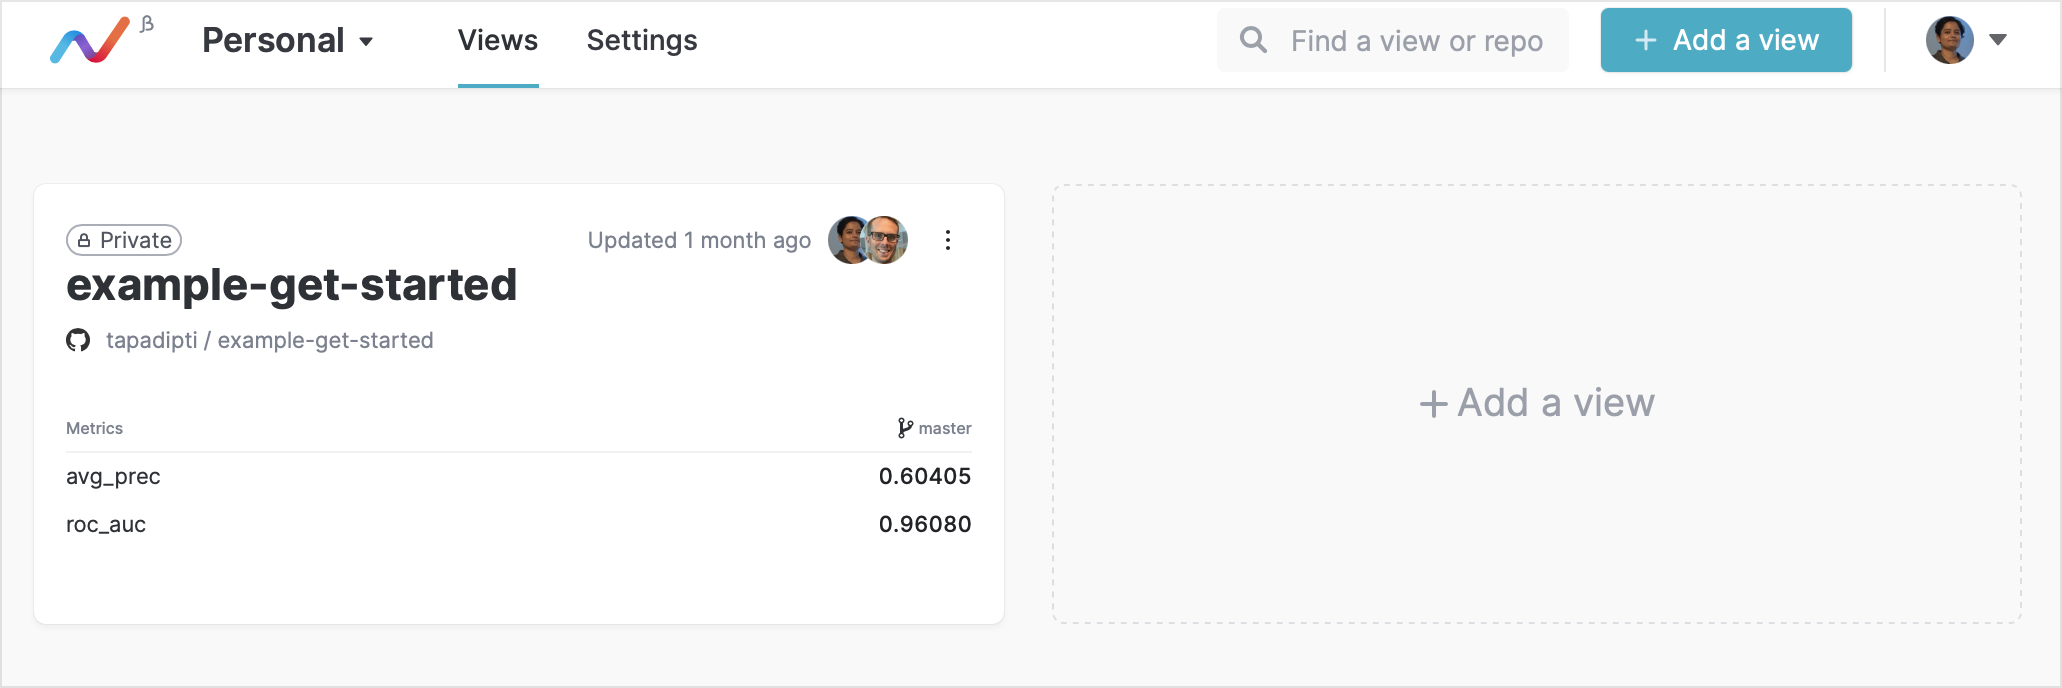 β
Personal
Views
Settings
Find a view or repo
+ Add a view
Private
Updated 1 month ago
example-get-started
tapadipti / example-get-started
Metrics
master
avg_prec
0.60405
roc_auc
0.96080
+ Add a view